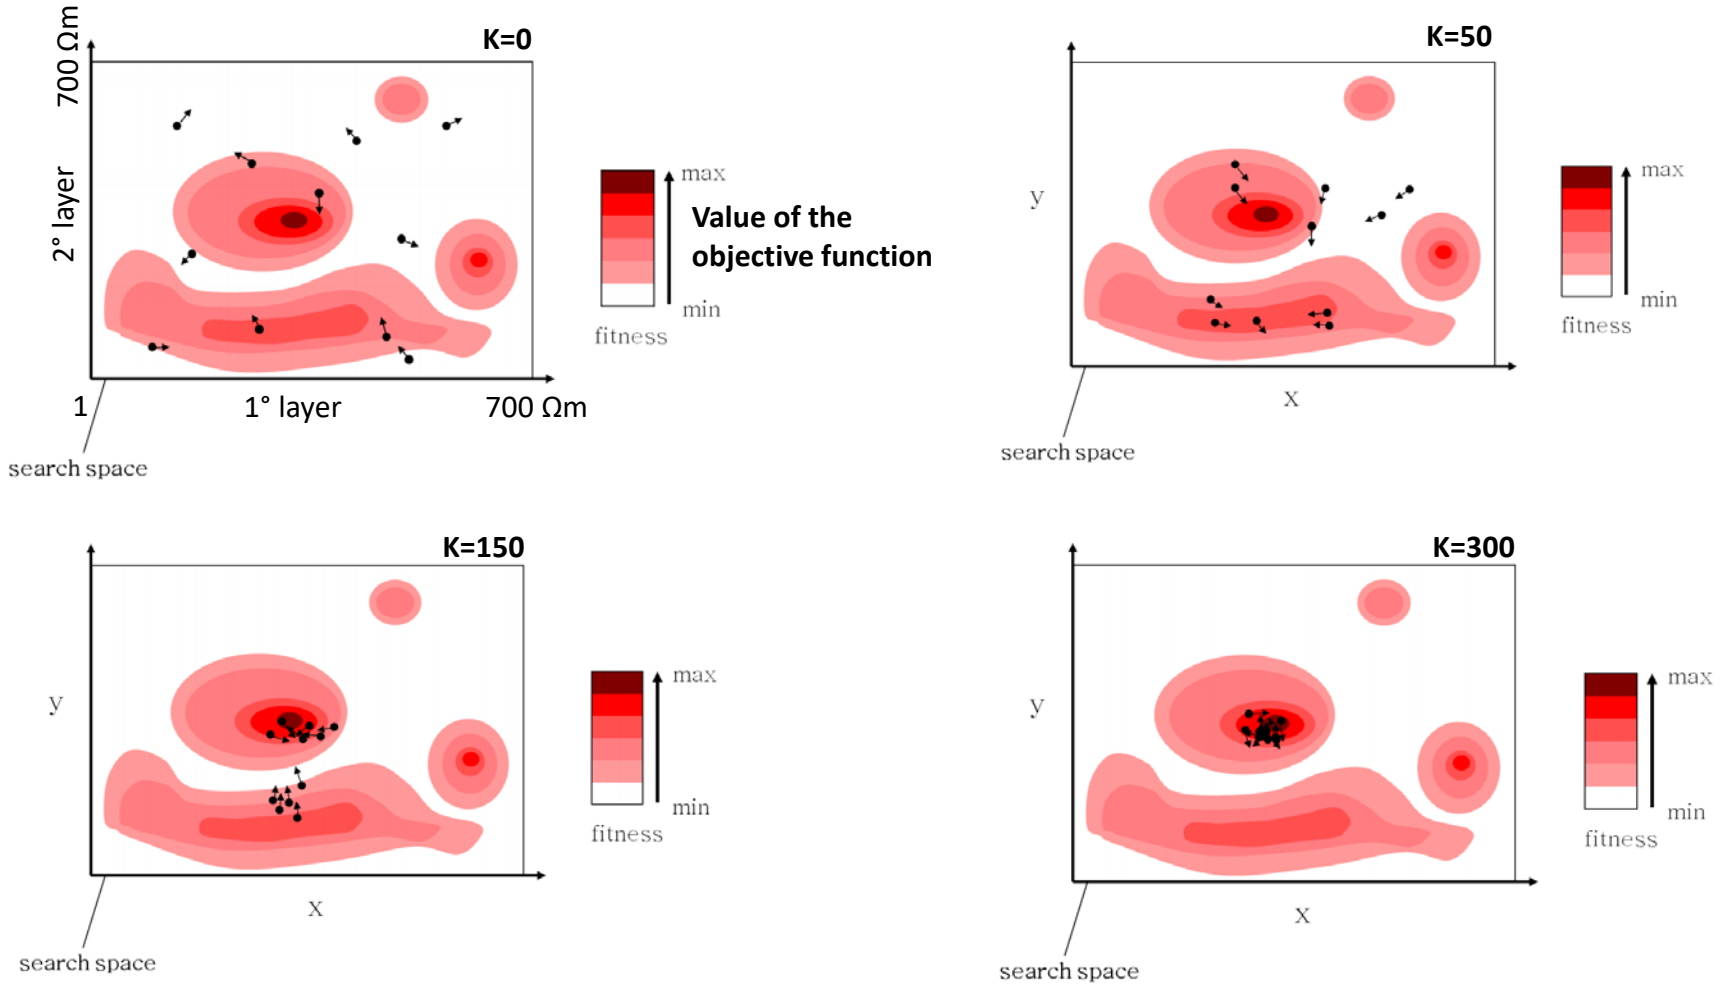 K=0
700 Ωm
2° layer
1
1° layer
700 Ωm
search space
max
min
fitness
Value of the
objective function
K=50
y
x
search space
max
min
fitness
K=150
y
x
search space
max
min
fitness
K=300
y
x
search space
max
min
fitness